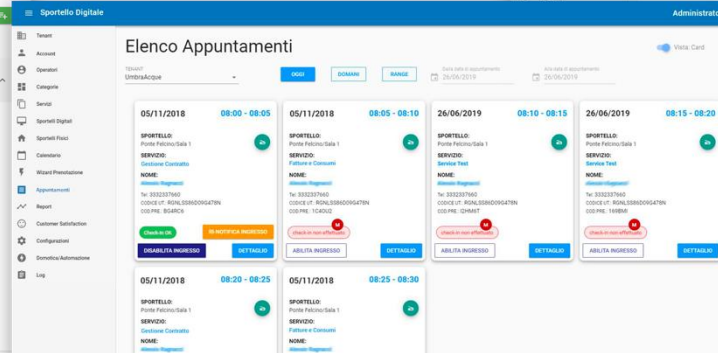 Sportello Digitale
Administrato
Tenant
Account
Operatori
Categorie
Servizi
Sportelli Digitali
Sportelli Fisici
Calendario
Wizard Prenotazione
Appuntamenti
Report
Customer Satisfaction
Configurazioni
Domotica/Automazione
Log
Elenco Appuntamenti
Vista: Card
TENANT
UmbraAcque
OGGI
DOMANI
RANGE
Dalla data di appuntamento
26/06/2019
Alla data di appuntamento
26/06/2019
05/11/2018 08:00 - 08:05
SPORTELLO:
Ponte Felcino/Sala 1
SERVIZIO:
Gestione Contratto
NOME:
Tel: 3332337660
CODICE UT.: RGNLSS86D09G478N
COD.PRE.: BG4RC6
Check-in OK
RI-NOTIFICA INGRESSO
DISABILITA INGRESSO
DETTAGLIO
05/11/2018 08:05 - 08:10
SPORTELLO:
Ponte Felcino/Sala 1
SERVIZIO:
Fatture e Consumi
NOME:
Tel: 3332337660
CODICE UT.: RGNLSS86D09G478N
COD.PRE.: 1C4GU2
M
check-in non effettuato
ABILITA INGRESSO
DETTAGLIO
26/06/2019 08:10 - 08:15
SPORTELLO:
Ponte Felcino/Sala 1
SERVIZIO:
Service Test
NOME:
Tel: 3332337660
CODICE UT.: RGNLSS86D09G478N
COD.PRE.: I2HM6T
M
check-in non effettuato
ABILITA INGRESSO
DETTAGLIO
26/06/2019 08:15 - 08:20
SPORTELLO:
Ponte Felcino/Sala 1
SERVIZIO:
Service Test
NOME:
Tel: 3332337660
CODICE UT.: RGNLSS86D09G478N
COD.PRE.: 169BMI
M
check-in non effettuato
ABILITA INGRESSO
DETTAGLIO
05/11/2018 08:20 - 08:25
SPORTELLO:
Ponte Felcino/Sala 1
SERVIZIO:
Gestione Contratto
NOME:
05/11/2018 08:25 - 08:30
SPORTELLO:
Ponte Felcino/Sala 1
SERVIZIO:
Fatture e Consumi
NOME: